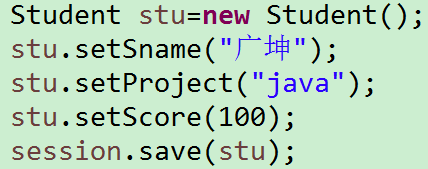 Student stu=new Student();
stu.setSname("广坤");
stu.setProject("java");
stu.setScore(100);
session.save(stu);